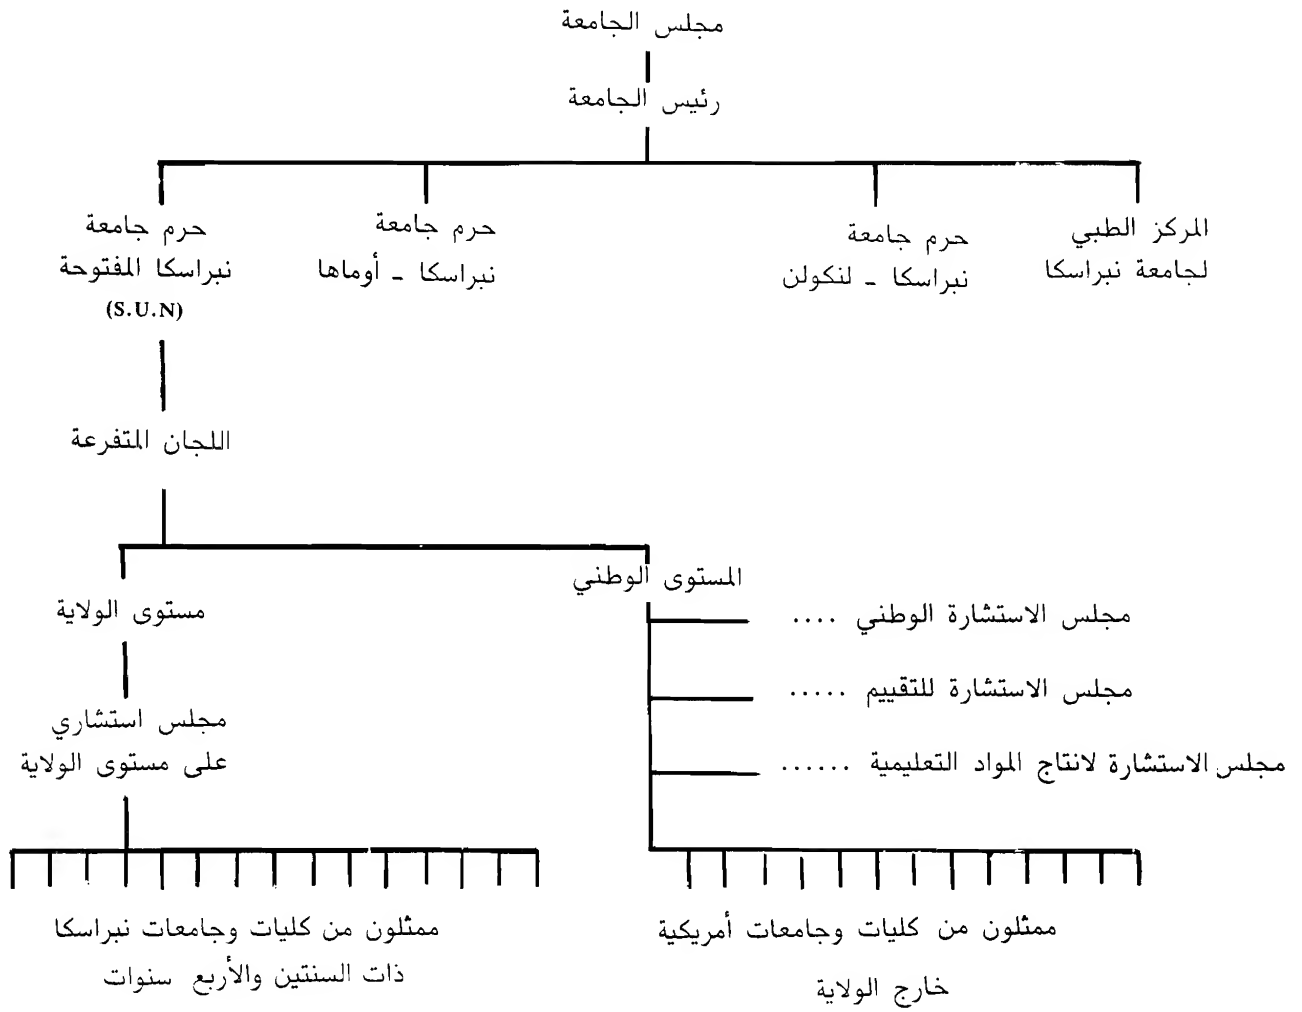 مجلس الجامعة
رئيس الجامعة
المركز الطبي
لجامعة نبراسكا
حرم جامعة
نبراسكا ـ لنكولن
حرم جامعة
نبراسكا ـ أوماها
حرم جامعة
نبراسكا المفتوحة
(S.U.N)
اللجان المتفرعة
المستوى الوطني
مجلس الاستشارة الوطني ....
مجلس الاستشارة للتقييم .....
مجلس الاستشارة لانتاج المواد التعليمية ......
ممثلون من كليات وجامعات أمريكية
خارج الولاية
مستوى الولاية
مجلس استشاري
على مستوى الولاية
ممثلون من كليات وجامعات نبراسكا
ذات السنتين والأربع سنوات